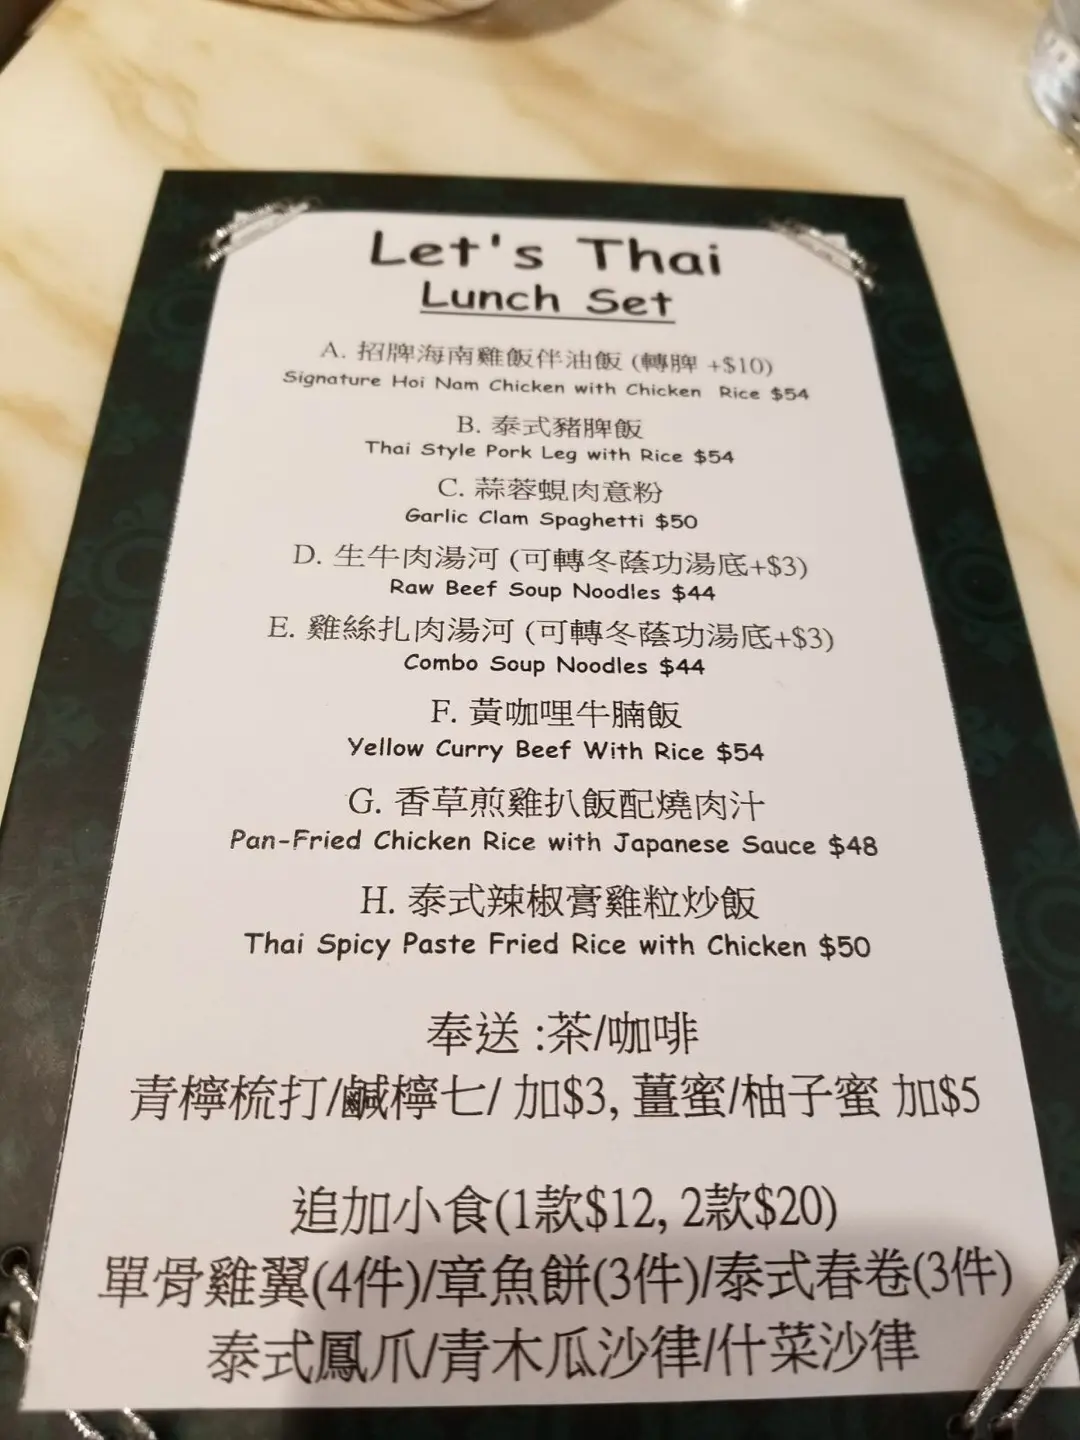 Let's Thai
Lunch Set
A. 招牌海南雞飯伴油飯 (轉脾 +$10)
Signature Hoi Nam Chicken with Chicken Rice $54
B. 泰式豬脾飯
Thai Style Pork Leg with Rice $54
C. 蒜蓉蜆肉意粉
Garlic Clam Spaghetti $50
D. 生牛肉湯河 (可轉冬蔭功湯底+$3)
Raw Beef Soup Noodles $44
E. 雞絲扎肉湯河 (可轉冬蔭功湯底+$3)
Combo Soup Noodles $44
F. 黃咖哩牛腩飯
Yellow Curry Beef With Rice $54
G. 香草煎雞扒飯配燒肉汁
Pan-Fried Chicken Rice with Japanese Sauce $48
H. 泰式辣椒膏雞粒炒飯
Thai Spicy Paste Fried Rice with Chicken $50
奉送 :茶/咖啡
青檸梳打/鹹檸七/ 加$3, 薑蜜/柚子蜜 加$5
追加小食(1款$12, 2款$20)
單骨雞翼(4件)/章魚餅(3件)/泰式春卷(3件)
泰式鳳爪/青木瓜沙律/什菜沙律